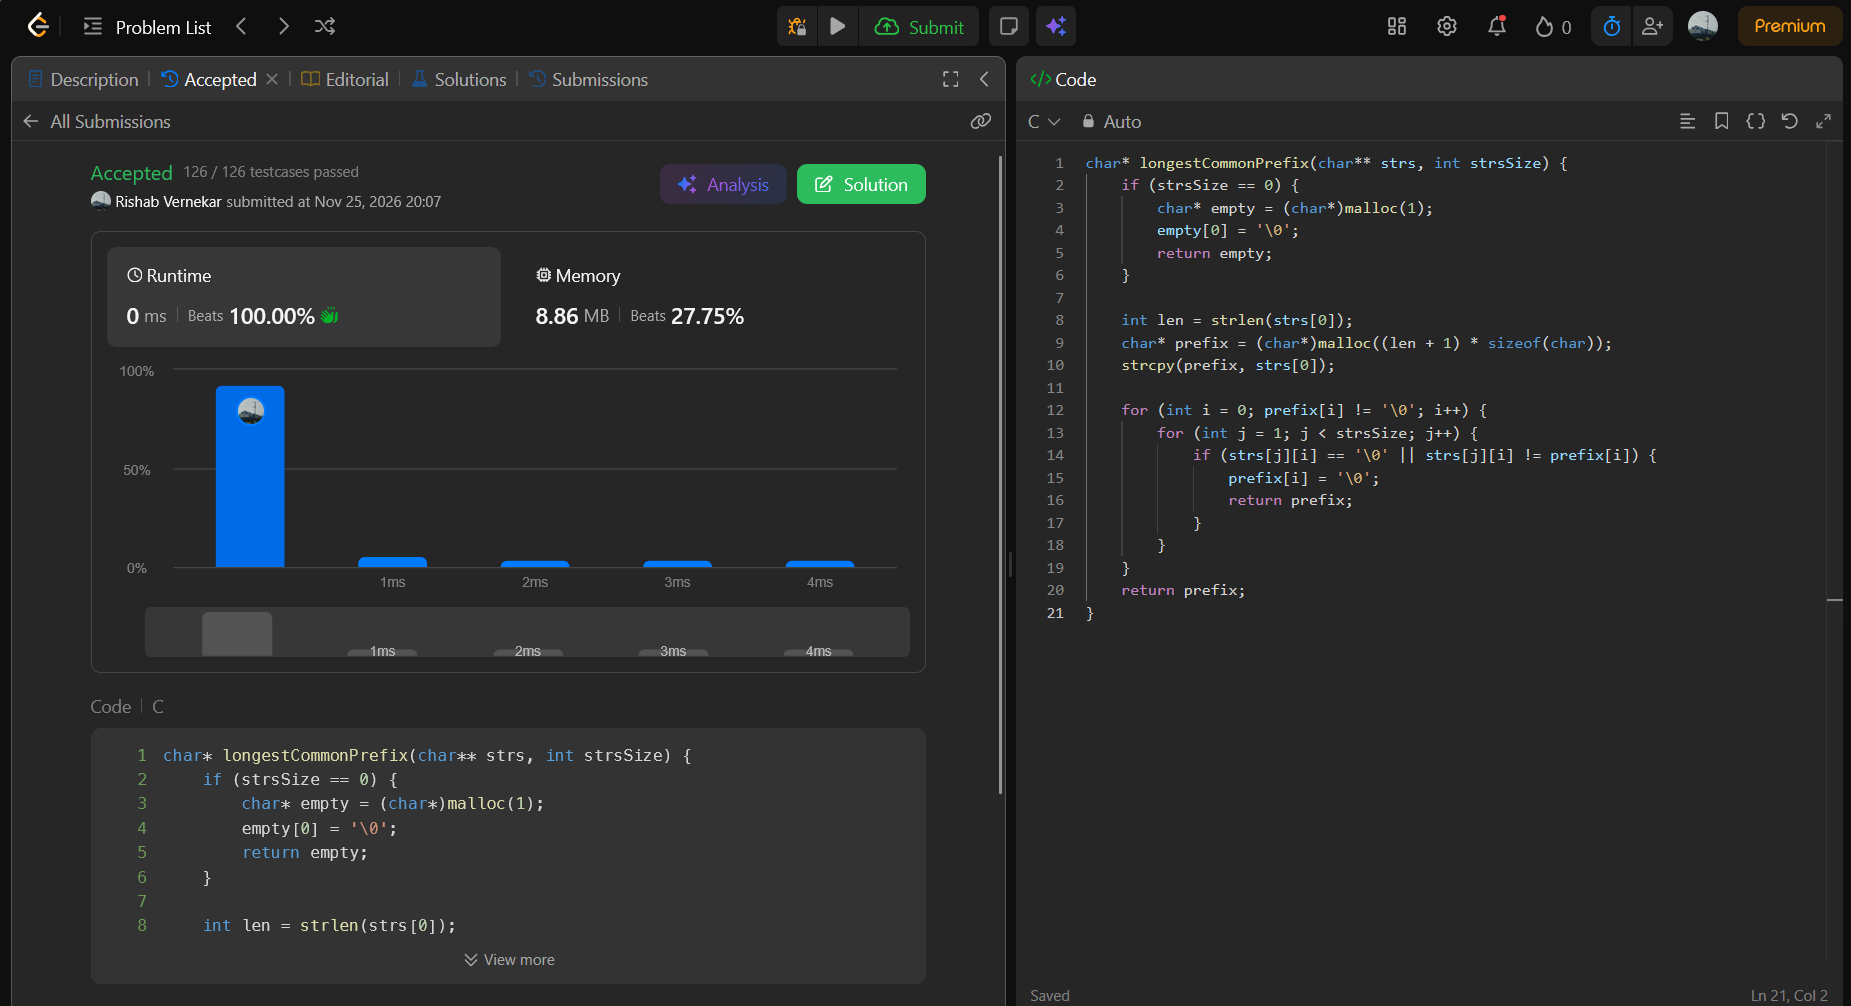 Problem List
Submit
0
Premium
Description
Accepted
Editorial
Solutions
Submissions
All Submissions
Accepted 126 / 126 testcases passed
Rishab Vernekar submitted at Nov 25, 2026 20:07
Analysis
Solution
Runtime
0 ms Beats 100.00%
Memory
8.86 MB Beats 27.75%
100%
50%
0%
1ms 2ms 3ms 4ms
1ms 2ms 3ms 4ms
Code C
1 char* longestCommonPrefix(char** strs, int strsSize) {
2     if (strsSize == 0) {
3         char* empty = (char*)malloc(1);
4         empty[0] = '\0';
5         return empty;
6     }
7
8     int len = strlen(strs[0]);
View more
</> Code
C
Auto
1 char* longestCommonPrefix(char** strs, int strsSize) {
2     if (strsSize == 0) {
3         char* empty = (char*)malloc(1);
4         empty[0] = '\0';
5         return empty;
6     }
7
8     int len = strlen(strs[0]);
9     char* prefix = (char*)malloc((len + 1) * sizeof(char));
10     strcpy(prefix, strs[0]);
11
12     for (int i = 0; prefix[i] != '\0'; i++) {
13         for (int j = 1; j < strsSize; j++) {
14             if (strs[j][i] == '\0' || strs[j][i] != prefix[i]) {
15                 prefix[i] = '\0';
16                 return prefix;
17             }
18         }
19     }
20     return prefix;
21 }
Saved
Ln 21, Col 2